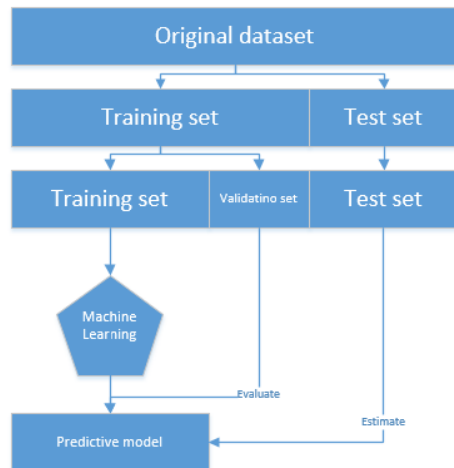 Original dataset
Training set
Test set
Training set
Validatino set
Test set
Machine
Learning
Evaluate
Estimate
Predictive model